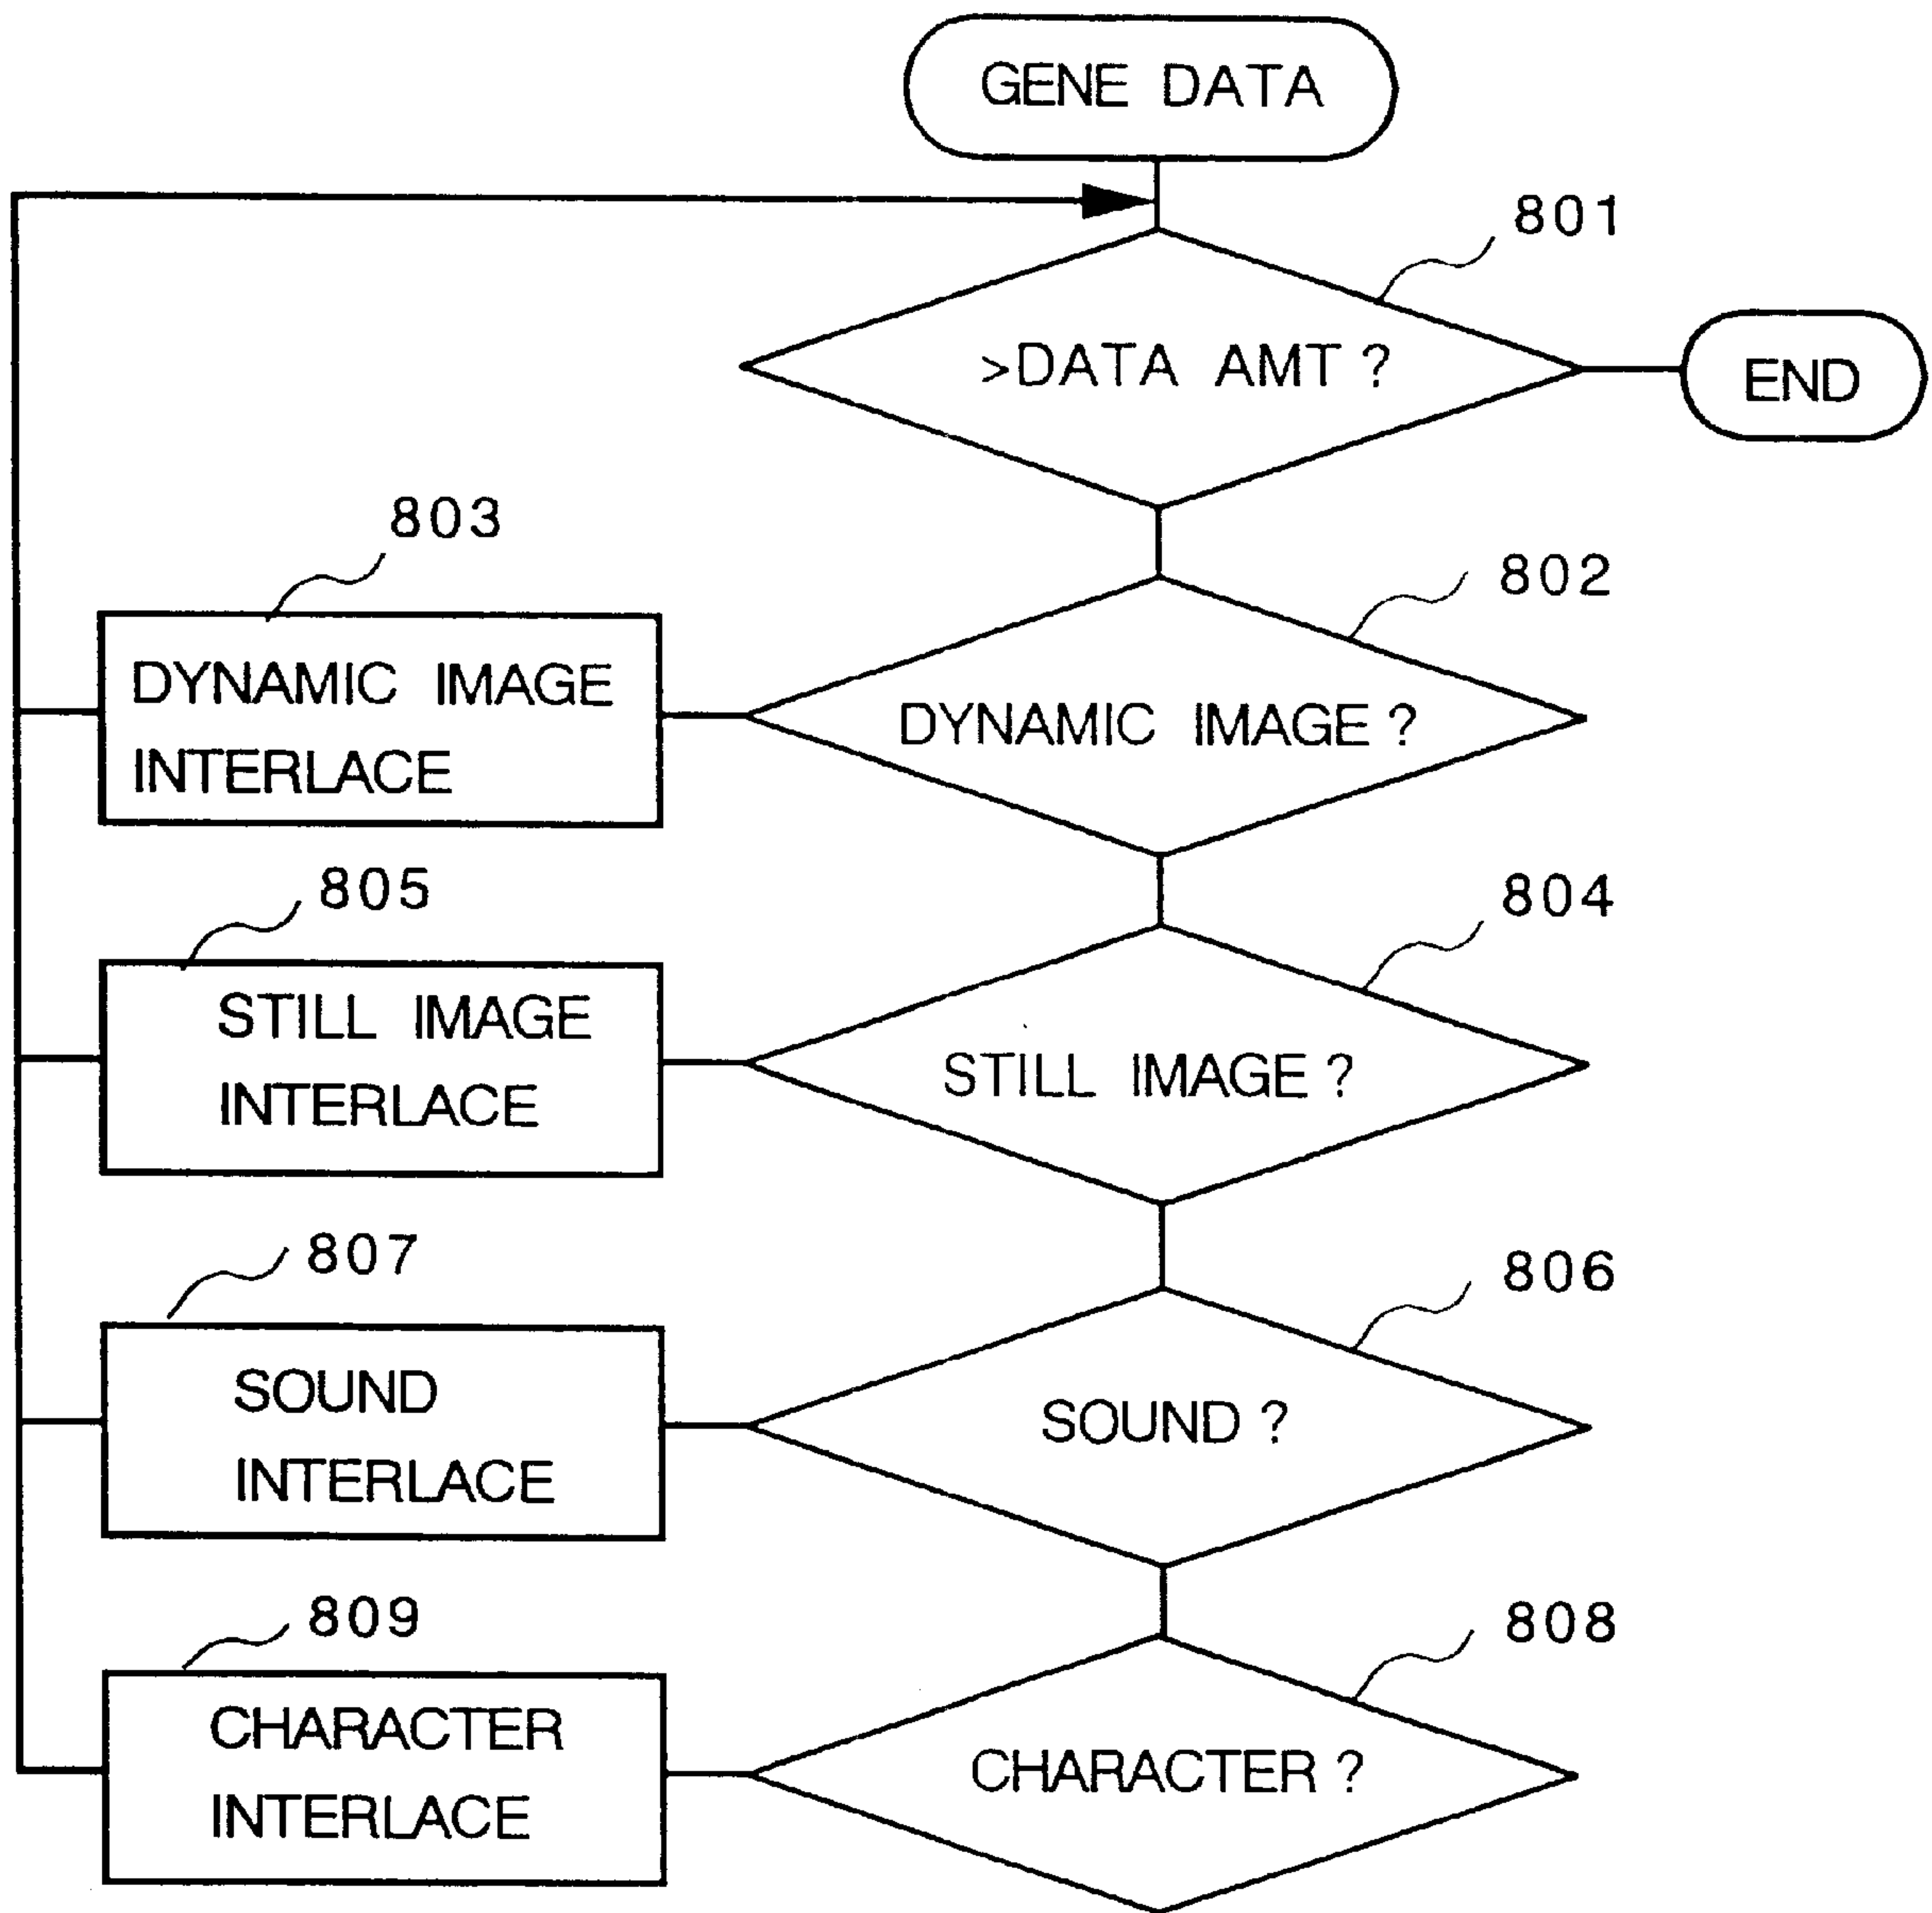 GENE DATA
801
>DATA AMT ?
END
803
802
DYNAMIC IMAGE
INTERLACE
DYNAMIC IMAGE ?
805
804
STILL IMAGE
INTERLACE
STILL IMAGE ?
807
806
SOUND
INTERLACE
SOUND ?
809
808
CHARACTER
INTERLACE
CHARACTER ?